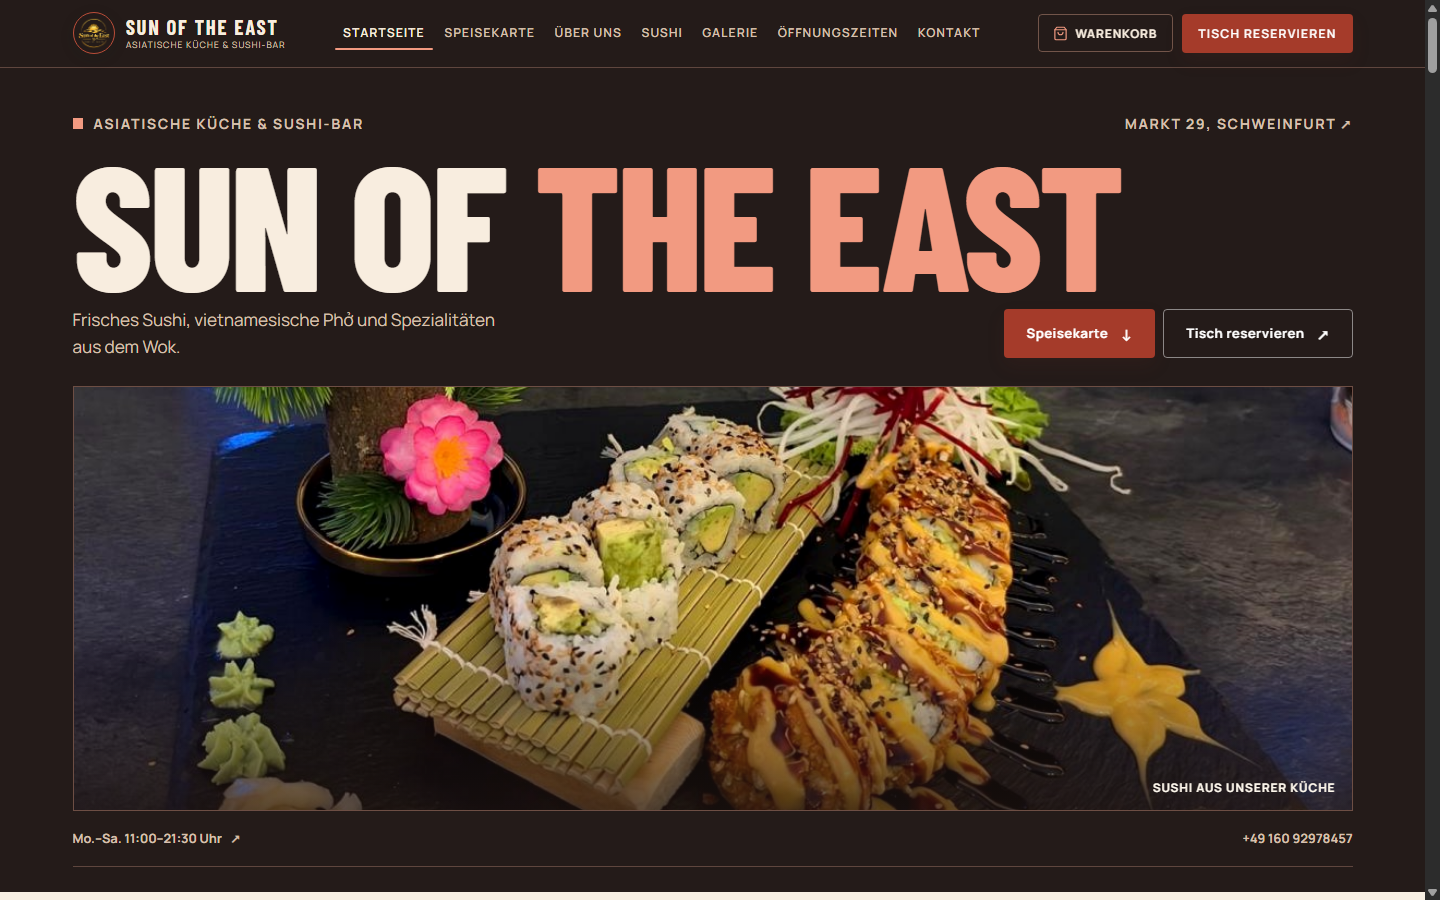 SUN OF THE EAST
ASIATISCHE KÜCHE & SUSHI-BAR
STARTSEITE
SPEISEKARTE
ÜBER UNS
SUSHI
GALERIE
ÖFFNUNGSZEITEN
KONTAKT
WARENKORB
TISCH RESERVIEREN
ASIATISCHE KÜCHE & SUSHI-BAR
MARKT 29, SCHWEINFURT ↗
SUN OF THE EAST
Frisches Sushi, vietnamesische Phở und Spezialitäten
aus dem Wok.
Speisekarte ↓
Tisch reservieren ↗
SUSHI AUS UNSERER KÜCHE
Mo.–Sa. 11:00–21:30 Uhr ↗
+49 160 92978457